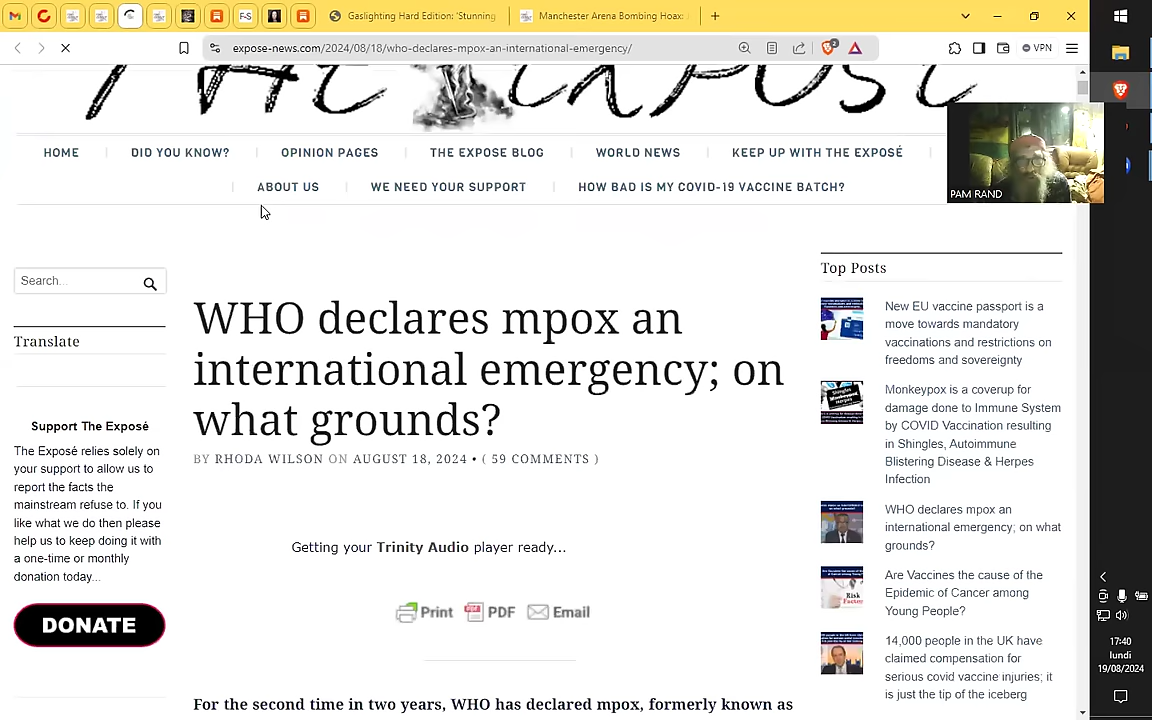 Gaslighting Hard Edition: 'Stunning
Manchester Arena Bombing Hoax:
expose-news.com/2024/08/18/who-declares-mpox-an-international-emergency/
2
VPN
THE EXPOSE
HOME
DID YOU KNOW?
OPINION PAGES
THE EXPOSE BLOG
WORLD NEWS
KEEP UP WITH THE EXPOSÉ
ABOUT US
WE NEED YOUR SUPPORT
HOW BAD IS MY COVID-19 VACCINE BATCH?
PAM RAND
Search...
Translate
Support The Exposé
The Exposé relies solely on
your support to allow us to
report the facts the
mainstream refuse to. If you
like what we do then please
help us to keep doing it with
a one-time or monthly
donation today...
DONATE
WHO declares mpox an
international emergency; on
what grounds?
BY RHODA WILSON ON AUGUST 18, 2024 • ( 59 COMMENTS )
Getting your Trinity Audio player ready...
Print PDF Email
For the second time in two years, WHO has declared mpox, formerly known as
Top Posts
New EU vaccine passport is a
move towards mandatory
vaccinations and restrictions on
freedoms and sovereignty
Monkeypox is a coverup for
damage done to Immune System
by COVID Vaccination resulting
in Shingles, Autoimmune
Blistering Disease & Herpes
Infection
WHO declares mpox an
international emergency; on what
grounds?
Are Vaccines the cause of the
Epidemic of Cancer among
Young People?
14,000 people in the UK have
claimed compensation for
serious covid vaccine injuries; it
is just the tip of the iceberg
17:40
lundi
19/08/2024